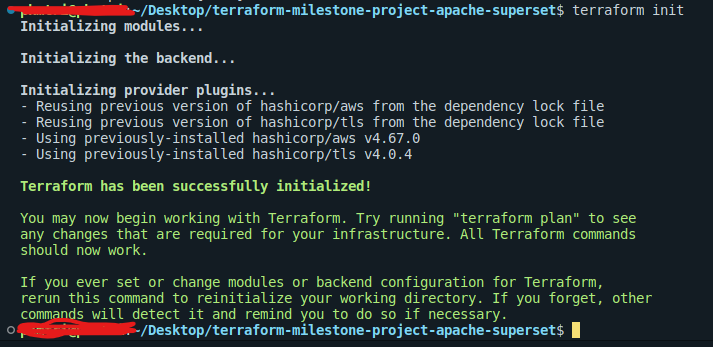 :~/Desktop/terraform-milestone-project-apache-superset$ terraform init
Initializing modules...
Initializing the backend...
Initializing provider plugins...
- Reusing previous version of hashicorp/aws from the dependency lock file
- Reusing previous version of hashicorp/tls from the dependency lock file
- Using previously-installed hashicorp/aws v4.67.0
- Using previously-installed hashicorp/tls v4.0.4
Terraform has been successfully initialized!
You may now begin working with Terraform. Try running "terraform plan" to see
any changes that are required for your infrastructure. All Terraform commands
should now work.
If you ever set or change modules or backend configuration for Terraform,
rerun this command to reinitialize your working directory. If you forget, other
commands will detect it and remind you to do so if necessary.
:~/Desktop/terraform-milestone-project-apache-superset$